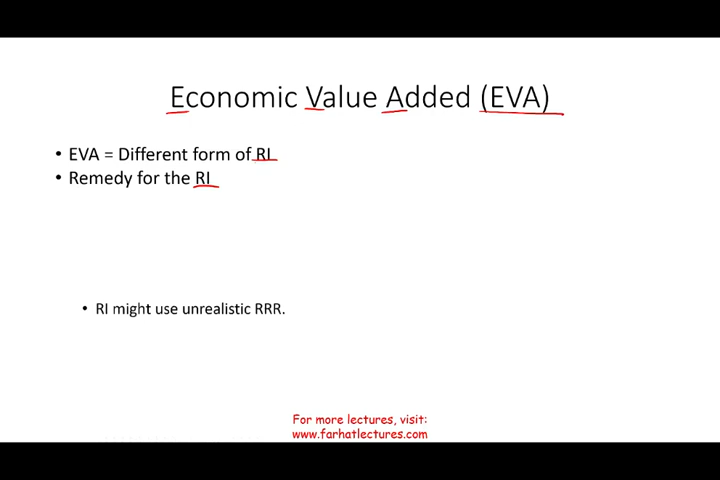 Economic Value Added (EVA)
• EVA = Different form of RI
• Remedy for the RI
• RI might use unrealistic RRR.
For more lectures, visit:
www.farhatlectures.com